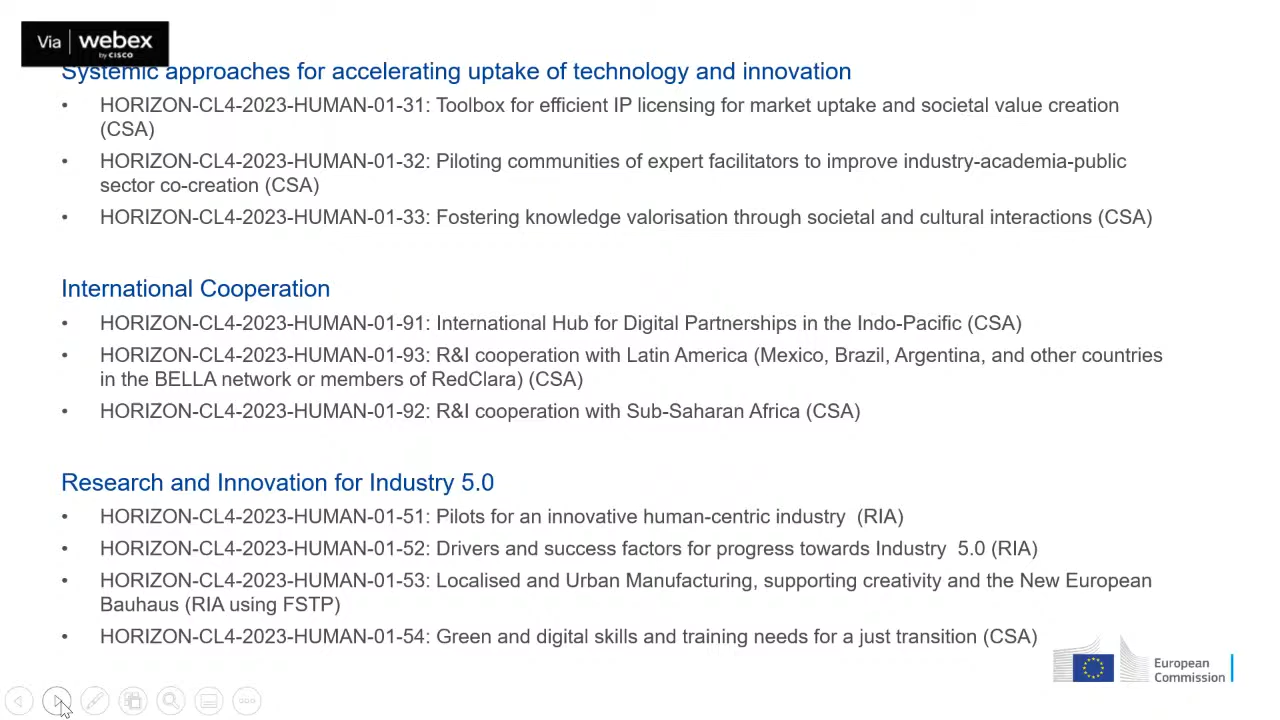 Via webex
by CISCO
Systemic approaches for accelerating uptake of technology and innovation
• HORIZON-CL4-2023-HUMAN-01-31: Toolbox for efficient IP licensing for market uptake and societal value creation
(CSA)
• HORIZON-CL4-2023-HUMAN-01-32: Piloting communities of expert facilitators to improve industry-academia-public
sector co-creation (CSA)
• HORIZON-CL4-2023-HUMAN-01-33: Fostering knowledge valorisation through societal and cultural interactions (CSA)
International Cooperation
• HORIZON-CL4-2023-HUMAN-01-91: International Hub for Digital Partnerships in the Indo-Pacific (CSA)
• HORIZON-CL4-2023-HUMAN-01-93: R&I cooperation with Latin America (Mexico, Brazil, Argentina, and other countries
in the BELLA network or members of RedClara) (CSA)
• HORIZON-CL4-2023-HUMAN-01-92: R&I cooperation with Sub-Saharan Africa (CSA)
Research and Innovation for Industry 5.0
• HORIZON-CL4-2023-HUMAN-01-51: Pilots for an innovative human-centric industry (RIA)
• HORIZON-CL4-2023-HUMAN-01-52: Drivers and success factors for progress towards Industry 5.0 (RIA)
• HORIZON-CL4-2023-HUMAN-01-53: Localised and Urban Manufacturing, supporting creativity and the New European
Bauhaus (RIA using FSTP)
• HORIZON-CL4-2023-HUMAN-01-54: Green and digital skills and training needs for a just transition (CSA)
European
Commission